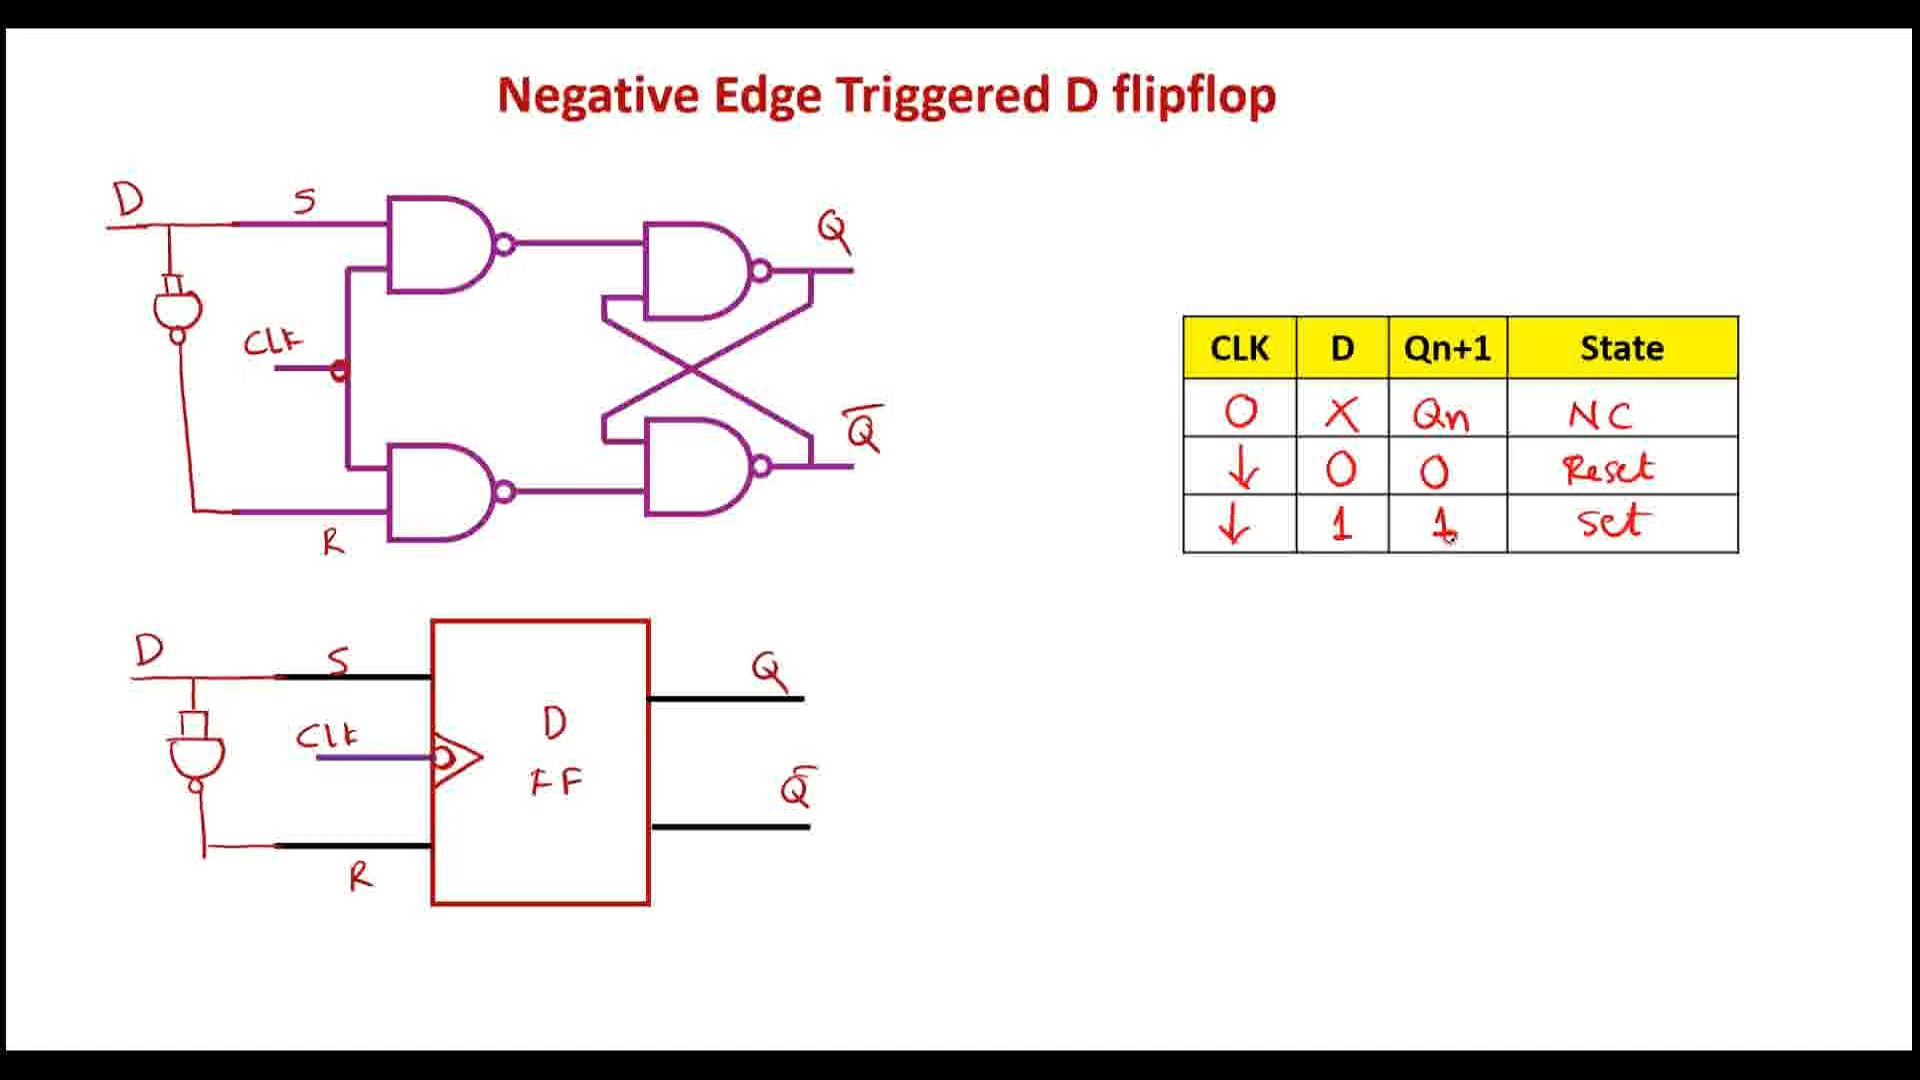 Negative Edge Triggered D flipflop
D
S
Q
Clk
Q̅
R
CLK D Qn+1 State
0 X Qn NC
↓ 0 0 Reset
↓ 1 1 Set
D
S
Q
Clk
D
FF
Q̅
R